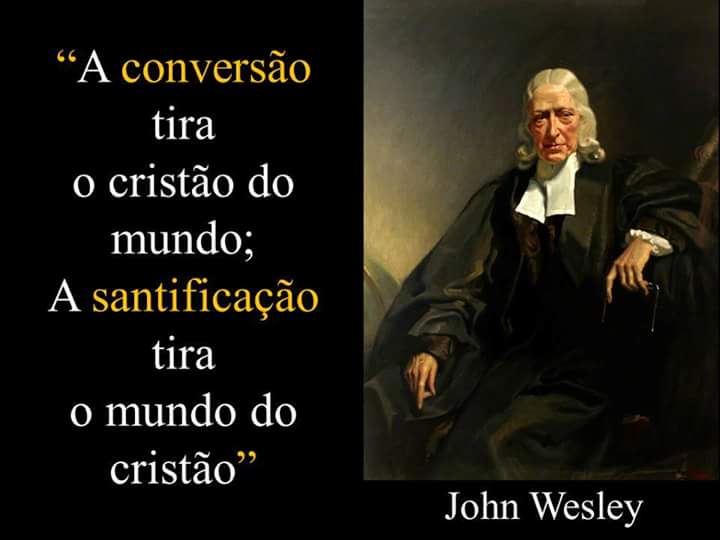 “A conversão
tira
o cristão do
mundo;
A santificação
tira
o mundo do
cristão”
John Wesley